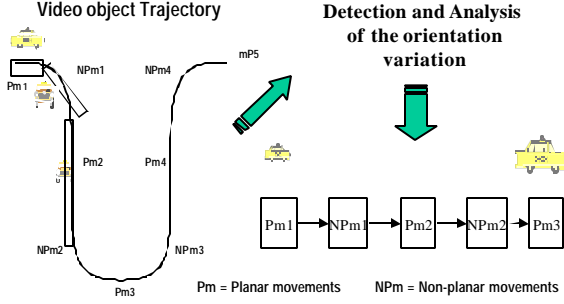 Video object Trajectory
Detection and Analysis
of the orientation
variation
Pm1
NPm1
NPm4
mP5
Pm2
Pm4
NPm2
NPm3
Pm3
Pm1
NPm1
Pm2
NPm2
Pm3
Pm = Planar movements
NPm = Non-planar movements